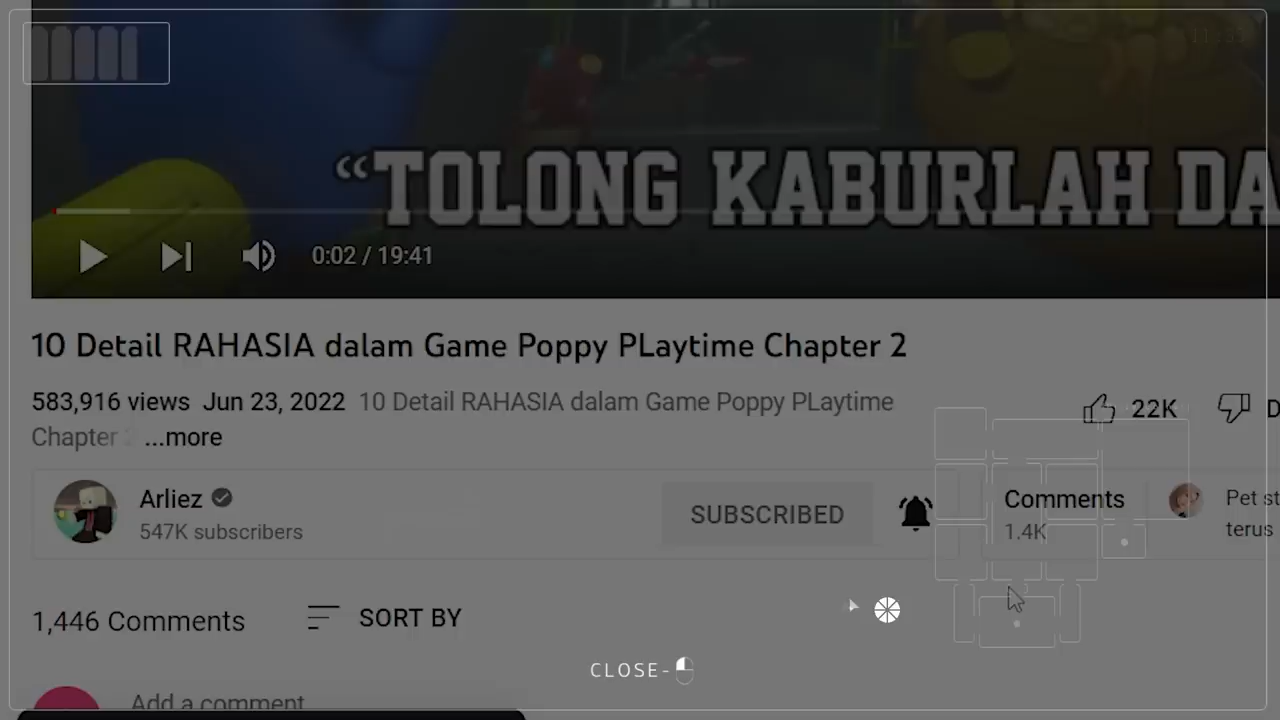 “TOLONG KABURLAH DA
0:02 / 19:41
10 Detail RAHASIA dalam Game Poppy PLaytime Chapter 2
583,916 views Jun 23, 2022 10 Detail RAHASIA dalam Game Poppy PLaytime
Chapter 2 ...more
22K
D
Arliez
547K subscribers
SUBSCRIBED
Comments
1.4K
Pet st
terus
1,446 Comments
SORT BY
CLOSE-
Add a comment